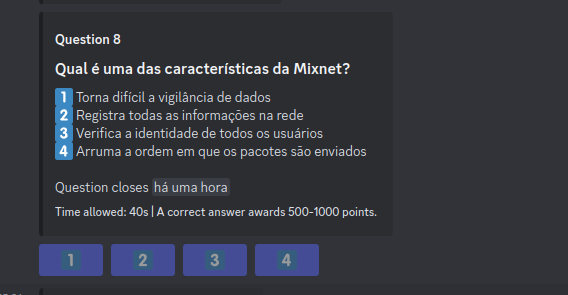 Question 8
Qual é uma das características da Mixnet?
1 Torna difícil a vigilância de dados
2 Registra todas as informações na rede
3 Verifica a identidade de todos os usuários
4 Arruma a ordem em que os pacotes são enviados
Question closes há uma hora
Time allowed: 40s | A correct answer awards 500-1000 points.
1 2 3 4